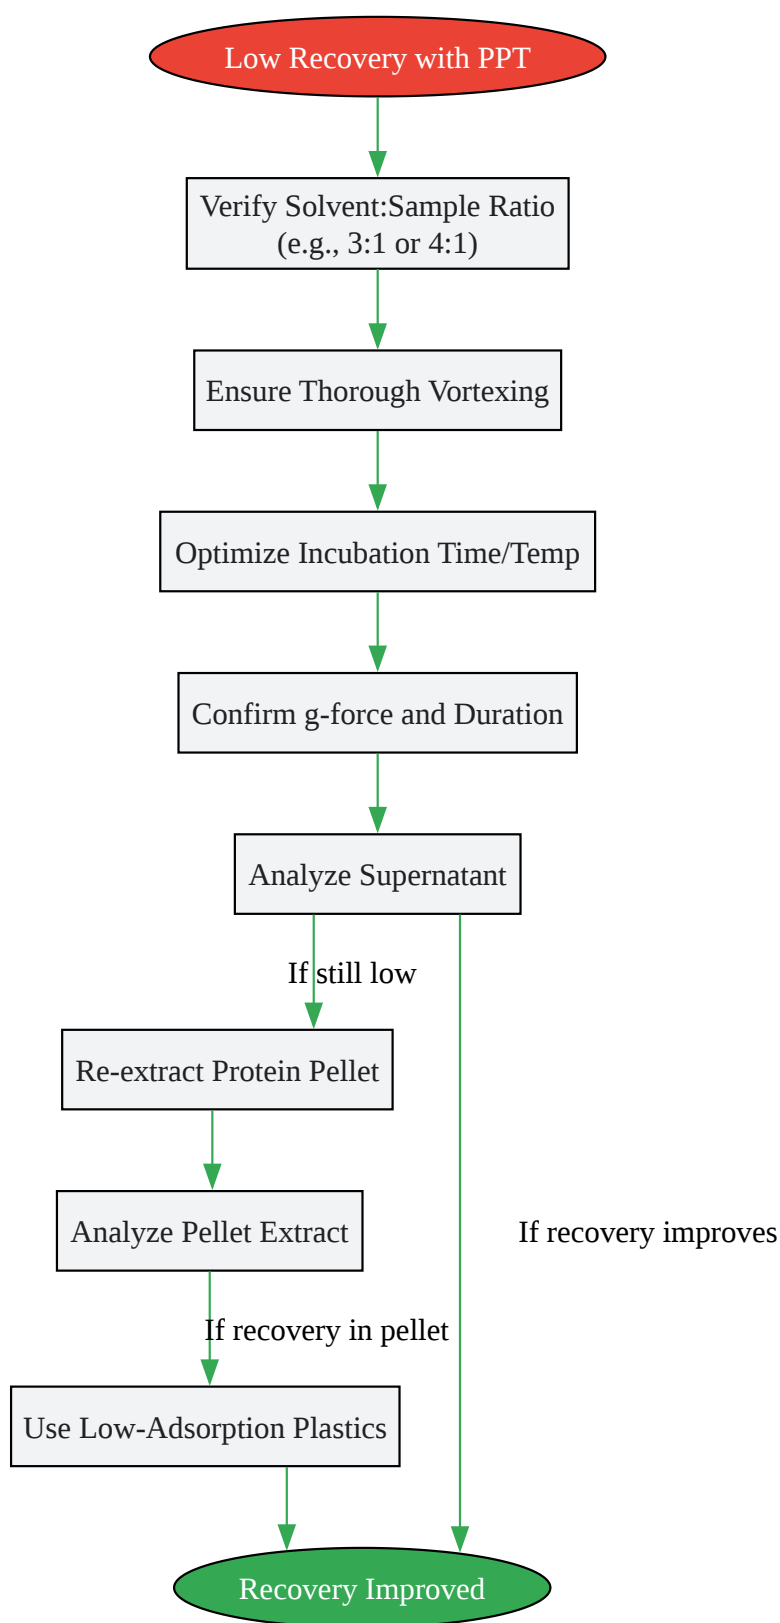 Low Recovery with PPT
Verify Solvent:Sample Ratio
(e.g., 3:1 or 4:1)
Ensure Thorough Vortexing
Optimize Incubation Time/Temp
Confirm g-force and Duration
Analyze Supernatant
If still low
Re-extract Protein Pellet
Analyze Pellet Extract
If recovery improves
If recovery in pellet
Use Low-Adsorption Plastics
Recovery Improved